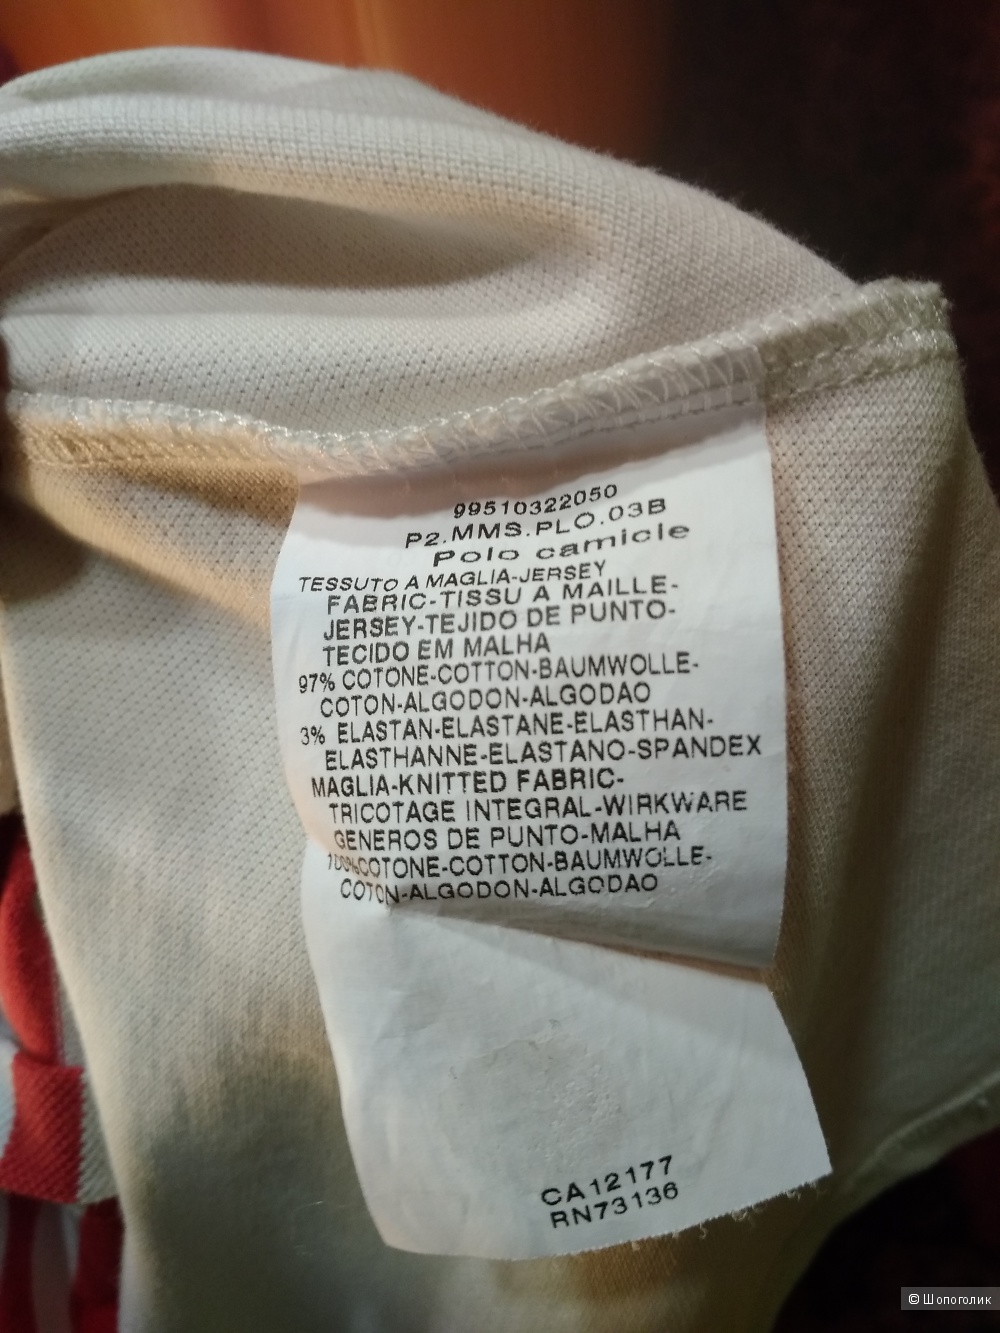 99510322050
P2.MMS.PLO.03B
Polo camicie
TESSUTO A MAGLIA-JERSEY
FABRIC-TISSU A MAILLE-
JERSEY-TEJIDO DE PUNTO-
TECIDO EM MALHA
97% COTONE-COTTON-BAUMWOLLE-
COTON-ALGODON-ALGODAO
3% ELASTAN-ELASTANE-ELASTHAN-
ELASTHANNE-ELASTANO-SPANDEX
MAGLIA-KNITTED FABRIC-
TRICOTAGE INTEGRAL-WIRKWARE
GENEROS DE PUNTO-MALHA
100%COTONE-COTTON-BAUMWOLLE-
COTON-ALGODON-ALGODAO
CA12177
RN73136
© Шопоголик